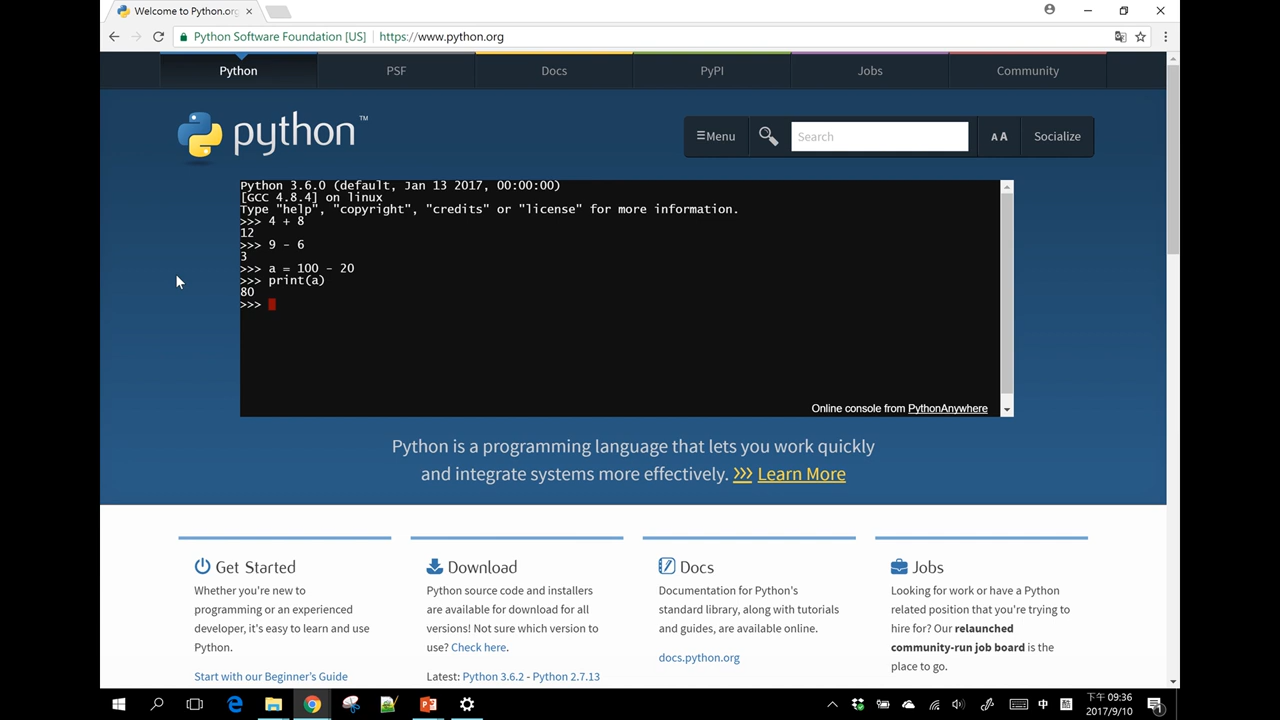 Welcome to Python.org
Python Software Foundation [US] https://www.python.org
Python PSF Docs PyPI Jobs Community
python™
Menu Search AA Socialize
Python 3.6.0 (default, Jan 13 2017, 00:00:00)
[GCC 4.8.4] on linux
Type "help", "copyright", "credits" or "license" for more information.
>>> 4 + 8
12
>>> 9 - 6
3
>>> a = 100 - 20
>>> print(a)
80
>>>
Online console from PythonAnywhere
Python is a programming language that lets you work quickly
and integrate systems more effectively. >>> Learn More
Get Started
Whether you're new to
programming or an experienced
developer, it's easy to learn and use
Python.
Start with our Beginner's Guide
Download
Python source code and installers
are available for download for all
versions! Not sure which version to
use? Check here.
Latest: Python 3.6.2 - Python 2.7.13
Docs
Documentation for Python's
standard library, along with tutorials
and guides, are available online.
docs.python.org
Jobs
Looking for work or have a Python
related position that you're trying to
hire for? Our relaunched
community-run job board is the
place to go.
中
下午 09:36
2017/9/10
1